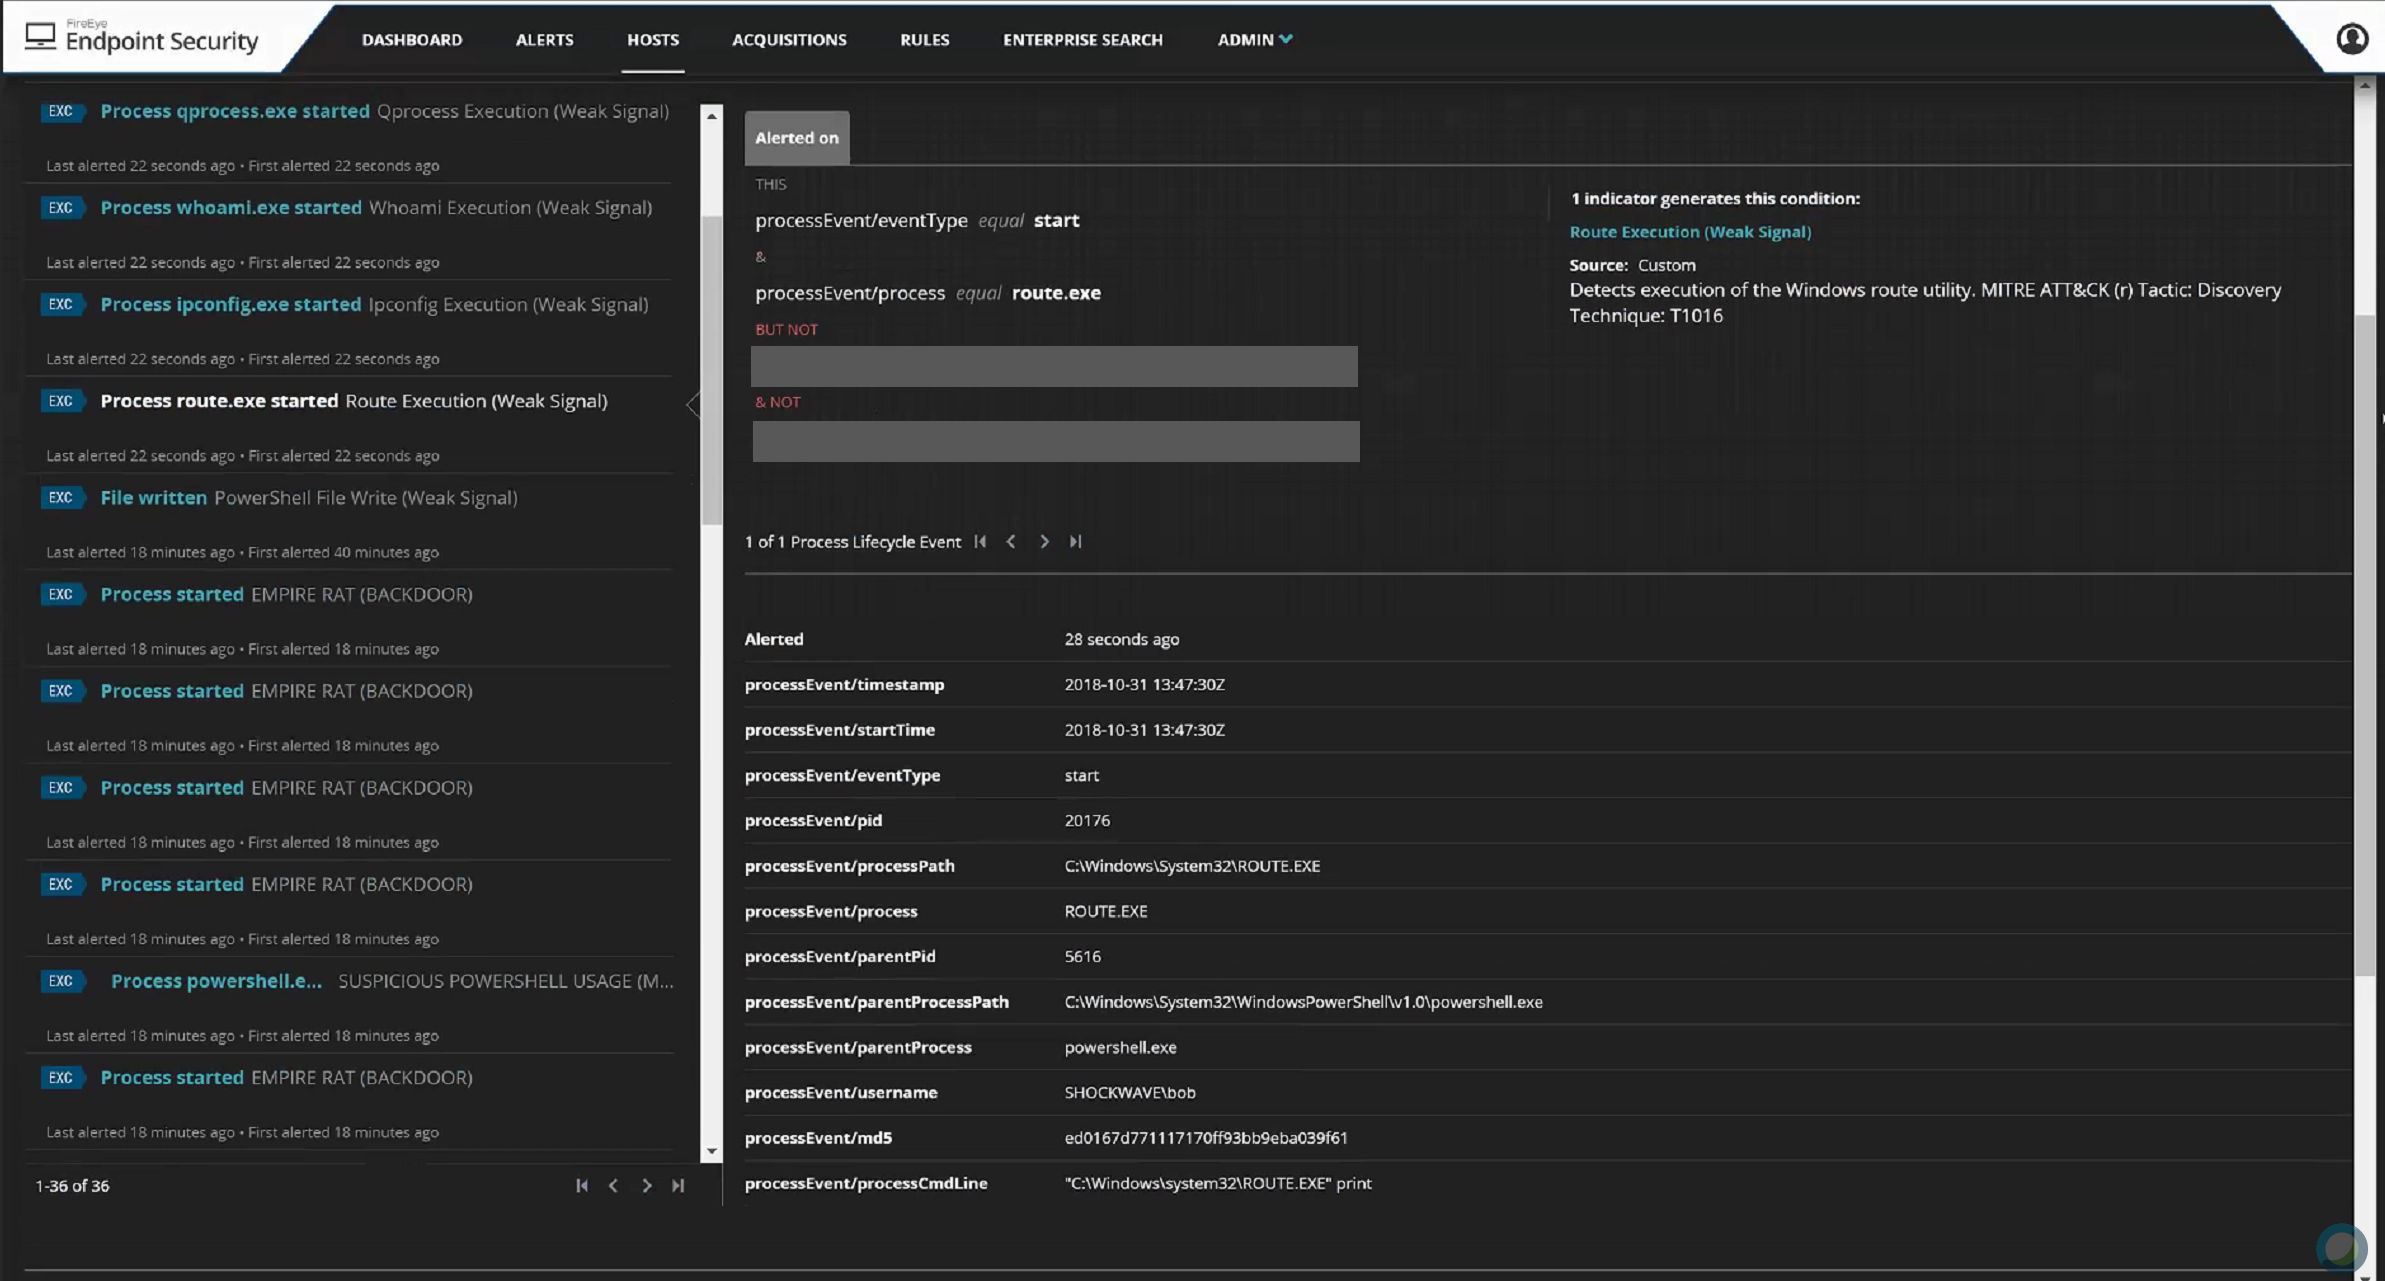 FireEye
Endpoint Security
DASHBOARD ALERTS HOSTS ACQUISITIONS RULES ENTERPRISE SEARCH ADMIN
EXC Process qprocess.exe started Qprocess Execution (Weak Signal)
Last alerted 22 seconds ago • First alerted 22 seconds ago
EXC Process whoami.exe started Whoami Execution (Weak Signal)
Last alerted 22 seconds ago • First alerted 22 seconds ago
EXC Process ipconfig.exe started Ipconfig Execution (Weak Signal)
Last alerted 22 seconds ago • First alerted 22 seconds ago
EXC Process route.exe started Route Execution (Weak Signal)
Last alerted 22 seconds ago • First alerted 22 seconds ago
EXC File written PowerShell File Write (Weak Signal)
Last alerted 18 minutes ago • First alerted 40 minutes ago
EXC Process started EMPIRE RAT (BACKDOOR)
Last alerted 18 minutes ago • First alerted 18 minutes ago
EXC Process started EMPIRE RAT (BACKDOOR)
Last alerted 18 minutes ago • First alerted 18 minutes ago
EXC Process started EMPIRE RAT (BACKDOOR)
Last alerted 18 minutes ago • First alerted 18 minutes ago
EXC Process started EMPIRE RAT (BACKDOOR)
Last alerted 18 minutes ago • First alerted 18 minutes ago
EXC Process powershell.e... SUSPICIOUS POWERSHELL USAGE (M...
Last alerted 18 minutes ago • First alerted 18 minutes ago
EXC Process started EMPIRE RAT (BACKDOOR)
Last alerted 18 minutes ago • First alerted 18 minutes ago
1-36 of 36
Alerted on
THIS
processEvent/eventType equal start
&
processEvent/process equal route.exe
BUT NOT
& NOT
1 indicator generates this condition:
Route Execution (Weak Signal)
Source: Custom
Detects execution of the Windows route utility. MITRE ATT&CK (r) Tactic: Discovery
Technique: T1016
1 of 1 Process Lifecycle Event
Alerted 28 seconds ago
processEvent/timestamp 2018-10-31 13:47:30Z
processEvent/startTime 2018-10-31 13:47:30Z
processEvent/eventType start
processEvent/pid 20176
processEvent/processPath C:\Windows\System32\ROUTE.EXE
processEvent/process ROUTE.EXE
processEvent/parentPid 5616
processEvent/parentProcessPath C:\Windows\System32\WindowsPowerShell\v1.0\powershell.exe
processEvent/parentProcess powershell.exe
processEvent/username SHOCKWAVE\bob
processEvent/md5 ed0167d771117170ff93bb9eba039f61
processEvent/processCmdLine "C:\Windows\system32\ROUTE.EXE" print